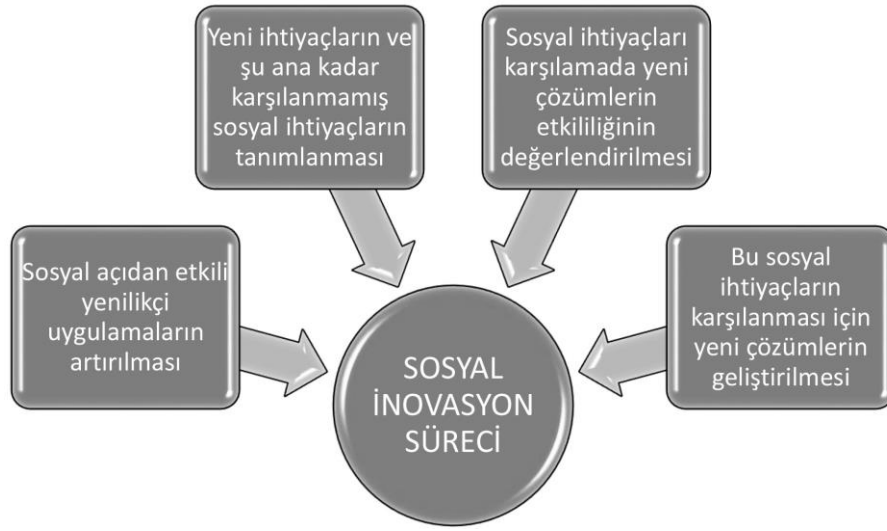 Yeni ihtiyaçların ve
şu ana kadar
karşılanmamış
sosyal ihtiyaçların
tanımlanması
Sosyal ihtiyaçları
karşılamada yeni
çözümlerin
etkililiğinin
değerlendirilmesi
Sosyal açıdan etkili
yenilikçi
uygulamaların
artırılması
Bu sosyal
ihtiyaçların
karşılanması için
yeni çözümlerin
geliştirilmesi
SOSYAL
İNOVASYON
SÜRECİ